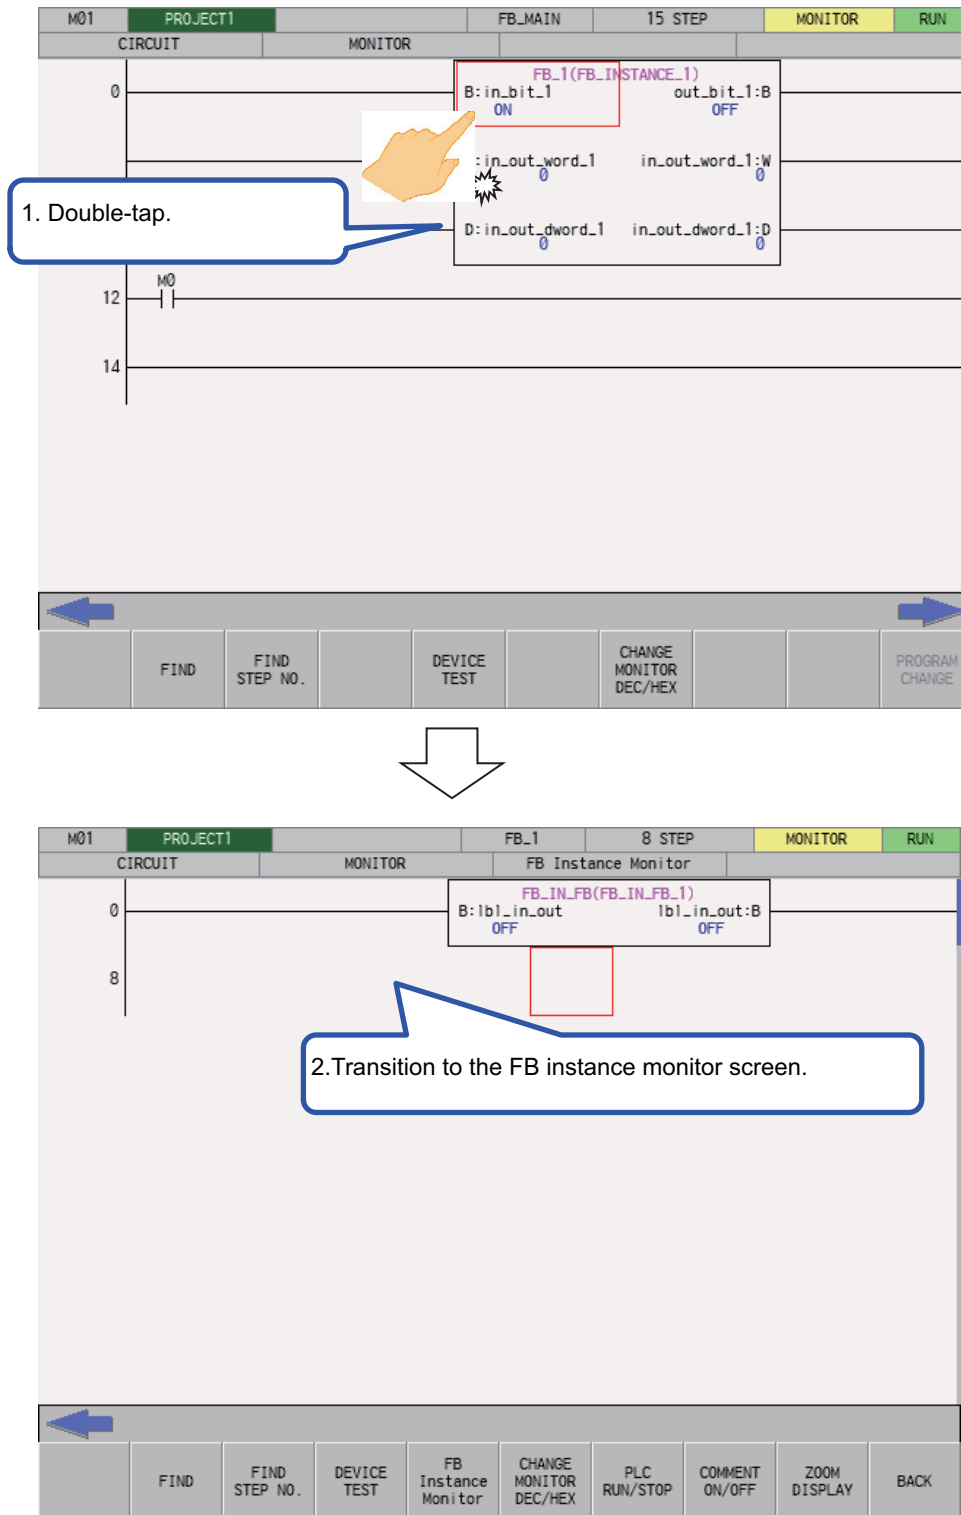 M01 PROJECT1 FB_MAIN 15 STEP MONITOR RUN
CIRCUIT MONITOR
FB_1(FB_INSTANCE_1)
0 B:in_bit_1 out_bit_1:B
ON OFF
:in_out_word_1 in_out_word_1:W
0 0
1. Double-tap.
D:in_out_dword_1 in_out_dword_1:D
0 0
M0
12
14
FIND FIND STEP NO. DEVICE TEST CHANGE MONITOR DEC/HEX PROGRAM CHANGE
M01 PROJECT1 FB_1 8 STEP MONITOR RUN
CIRCUIT MONITOR FB Instance Monitor
FB_IN_FB(FB_IN_FB_1)
0 B:lbl_in_out lbl_in_out:B
OFF OFF
8
2.Transition to the FB instance monitor screen.
FIND FIND STEP NO. DEVICE TEST FB Instance Monitor CHANGE MONITOR DEC/HEX PLC RUN/STOP COMMENT ON/OFF ZOOM DISPLAY BACK